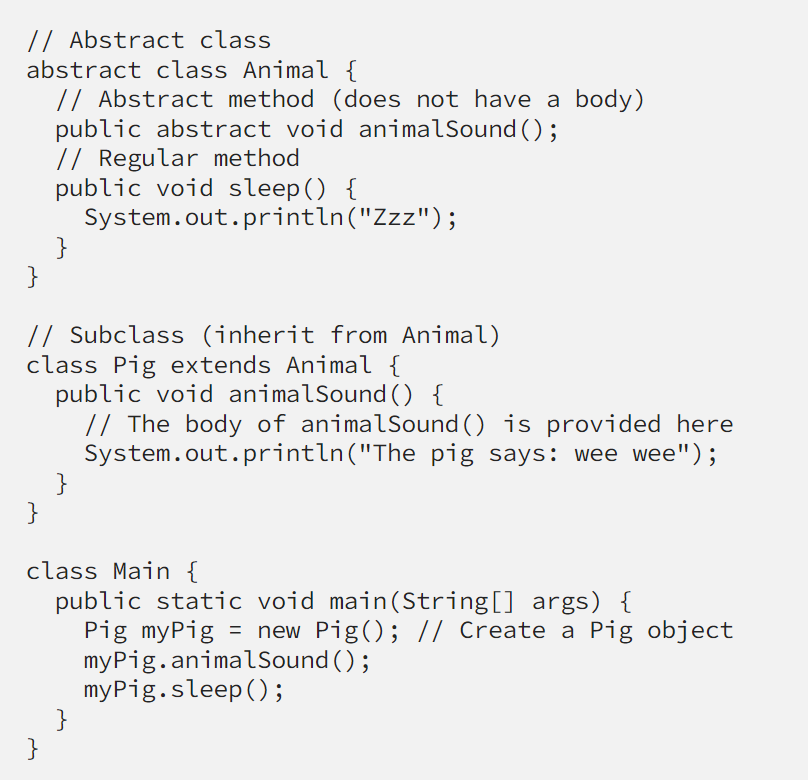 // Abstract class
abstract class Animal {
  // Abstract method (does not have a body)
  public abstract void animalSound();
  // Regular method
  public void sleep() {
    System.out.println("Zzz");
  }
}

// Subclass (inherit from Animal)
class Pig extends Animal {
  public void animalSound() {
    // The body of animalSound() is provided here
    System.out.println("The pig says: wee wee");
  }
}

class Main {
  public static void main(String[] args) {
    Pig myPig = new Pig(); // Create a Pig object
    myPig.animalSound();
    myPig.sleep();
  }
}